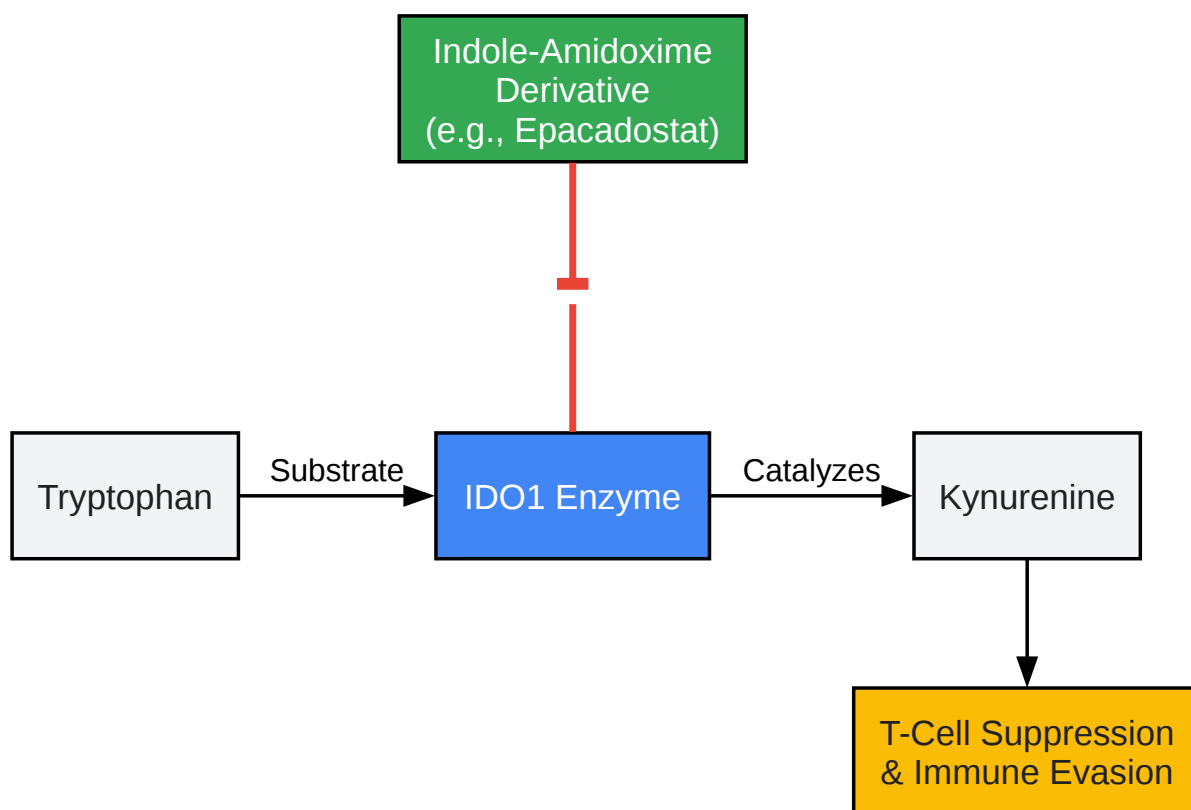 Indole-Amidoxime
Derivative
(e.g., Epacadostat)
Tryptophan
Substrate
IDO1 Enzyme
Catalyzes
Kynurenine
T-Cell Suppression
& Immune Evasion